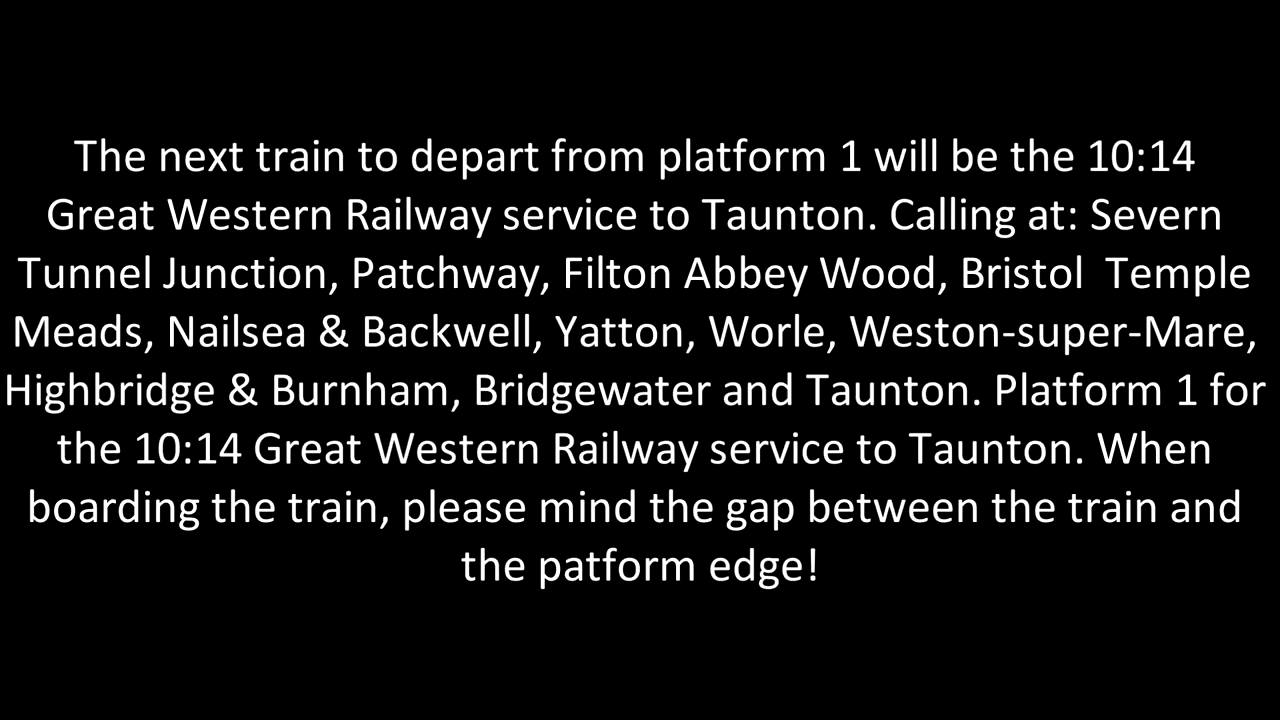 The next train to depart from platform 1 will be the 10:14
Great Western Railway service to Taunton. Calling at: Severn
Tunnel Junction, Patchway, Filton Abbey Wood, Bristol  Temple
Meads, Nailsea & Backwell, Yatton, Worle, Weston-super-Mare,
Highbridge & Burnham, Bridgewater and Taunton. Platform 1 for
the 10:14 Great Western Railway service to Taunton. When
boarding the train, please mind the gap between the train and
the patform edge!